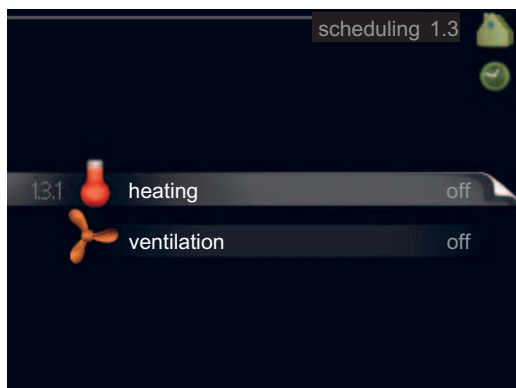 scheduling 1.3
1.3.1 heating off
ventilation off